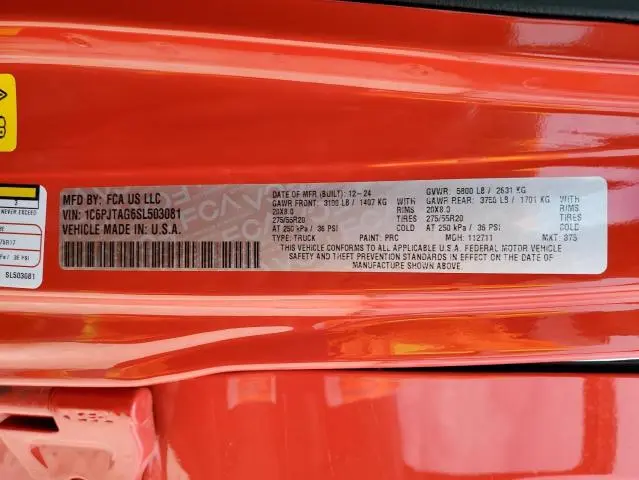 MFD BY: FCA US LLC
VIN: 1C6PJTAG6SL503081
VEHICLE MADE IN: U.S.A.
DATE OF MFR (BUILT): 12-24
GAWR FRONT: 3100 LB / 1407 KG WITH
20X8.0 RIMS
275/55R20 TIRES
AT 250 kPa / 36 PSI COLD
TYPE: TRUCK PAINT: PRC
GVWR: 5800 LB / 2631 KG
GAWR REAR: 3750 LB / 1701 KG WITH
20X8.0 RIMS
275/55R20 TIRES
AT 250 kPa / 36 PSI COLD
MGH: 112711 MKT: 375
THIS VEHICLE CONFORMS TO ALL APPLICABLE U.S.A. FEDERAL MOTOR VEHICLE
SAFETY AND THEFT PREVENTION STANDARDS IN EFFECT ON THE DATE OF
MANUFACTURE SHOWN ABOVE.
3
36 PSI
SL503081